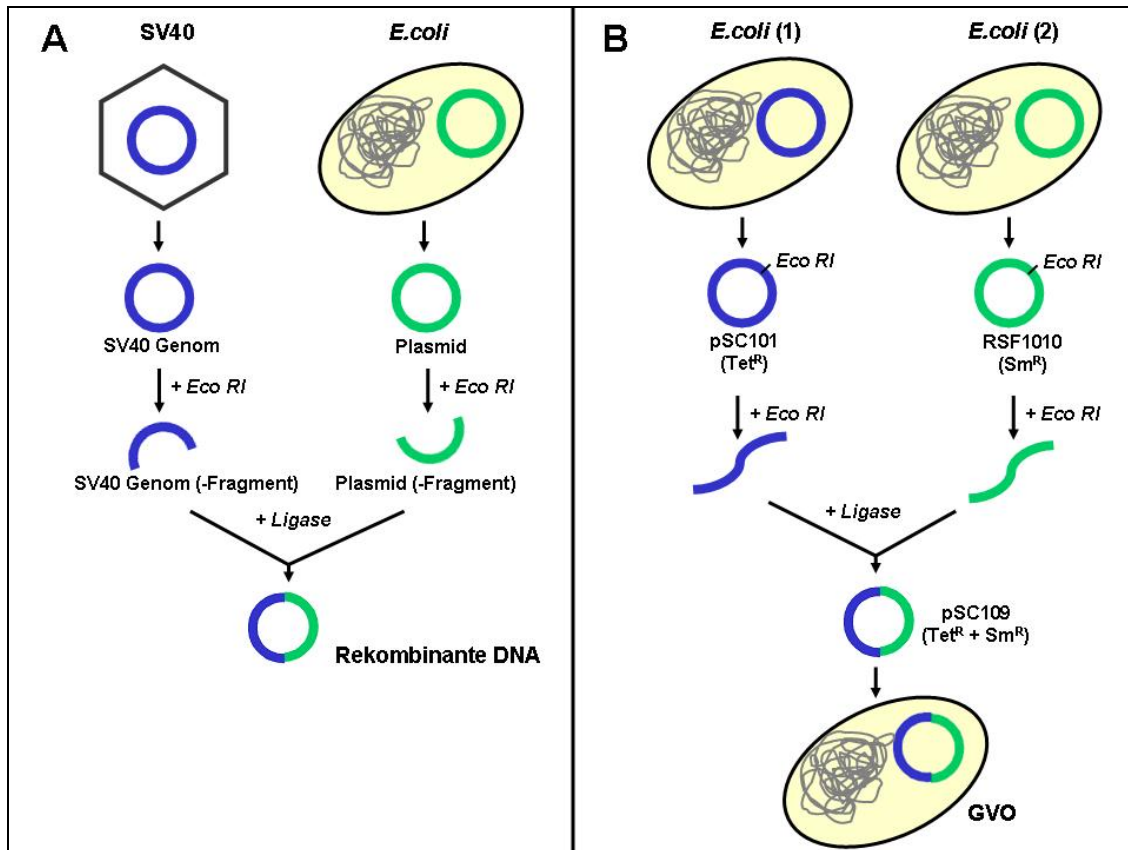 A
SV40
E.coli
SV40 Genom
Plasmid
+ Eco RI
+ Eco RI
SV40 Genom (-Fragment)
Plasmid (-Fragment)
+ Ligase
Rekombinante DNA
B
E.coli (1)
E.coli (2)
Eco RI
Eco RI
pSC101
(Tetᴿ)
RSF1010
(Smᴿ)
+ Eco RI
+ Eco RI
+ Ligase
pSC109
(Tetᴿ + Smᴿ)
GVO